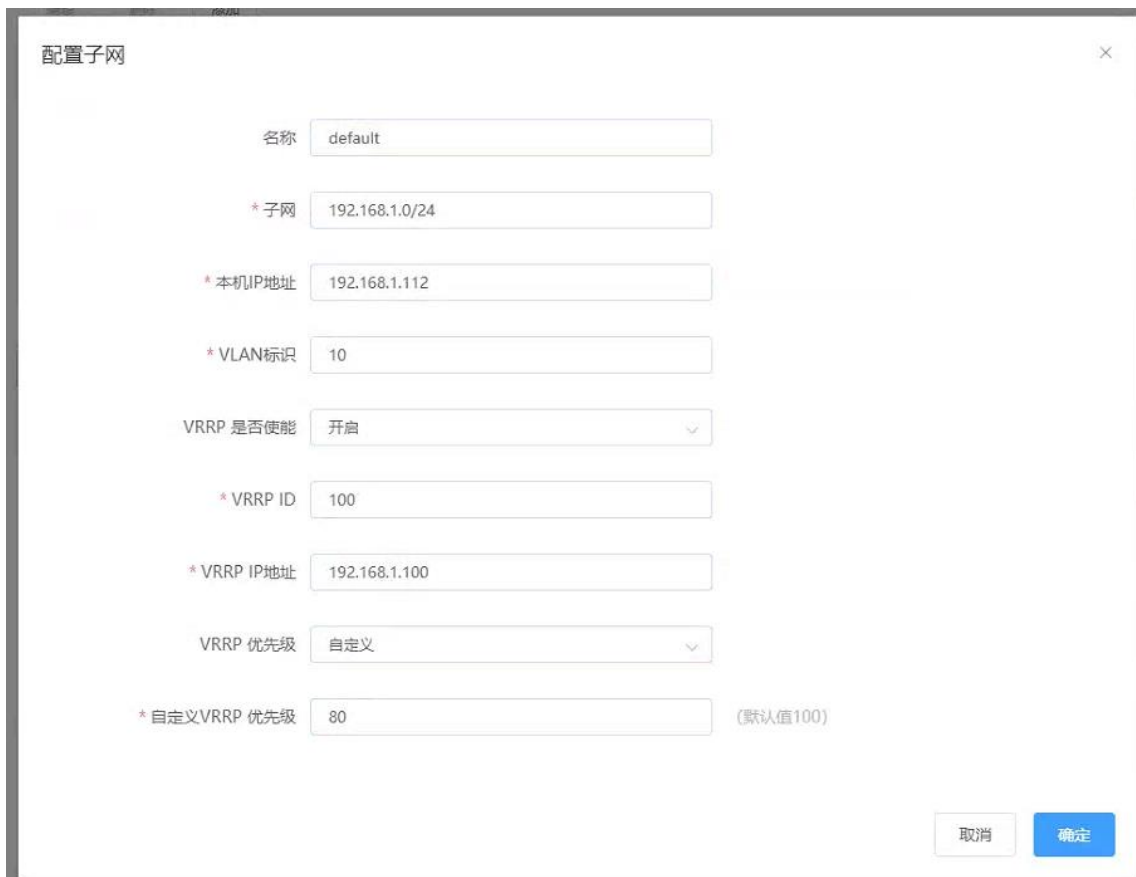 添加
配置子网
名称 default
* 子网 192.168.1.0/24
* 本机IP地址 192.168.1.112
* VLAN标识 10
VRRP 是否使能 开启
* VRRP ID 100
* VRRP IP地址 192.168.1.100
VRRP 优先级 自定义
* 自定义VRRP 优先级 80 (默认值100)
取消 确定